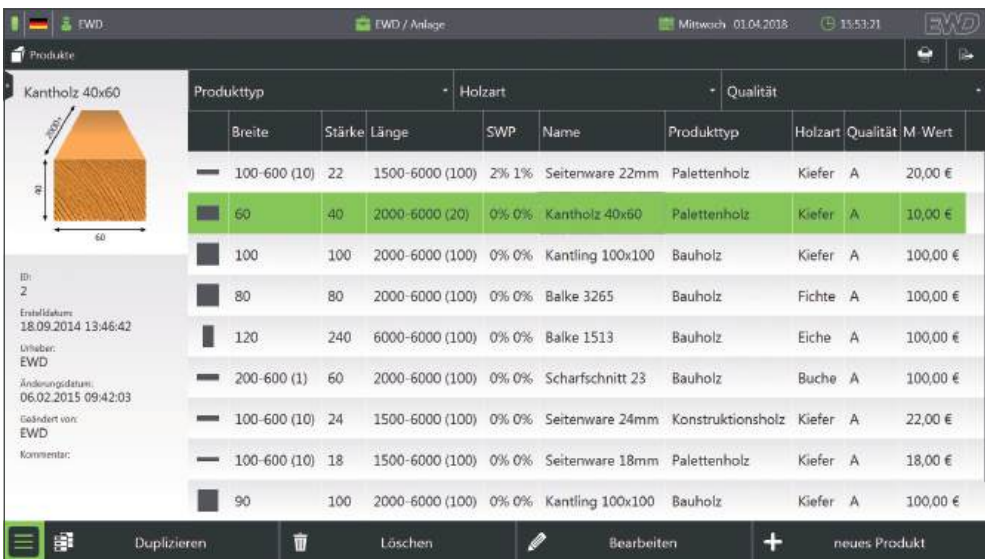 EWD EWD / Anlage Mittwoch 01.04.2018 15:53:21 EWD
Produkte
Kantholz 40x60
2000+
40
60
ID:
2
Erstelldatum:
18.09.2014 13:46:42
Urheber:
EWD
Änderungsdatum:
06.02.2015 09:42:03
Geändert von:
EWD
Kommentar:
Produkttyp Holzart Qualität
Breite Stärke Länge SWP Name Produkttyp Holzart Qualität M-Wert
100-600 (10) 22 1500-6000 (100) 2% 1% Seitenware 22mm Palettenholz Kiefer A 20,00 €
60 40 2000-6000 (20) 0% 0% Kantholz 40x60 Palettenholz Kiefer A 10,00 €
100 100 2000-6000 (100) 0% 0% Kantling 100x100 Bauholz Kiefer A 100,00 €
80 80 2000-6000 (100) 0% 0% Balke 3265 Bauholz Fichte A 100,00 €
120 240 6000-6000 (100) 0% 0% Balke 1513 Bauholz Eiche A 100,00 €
200-600 (1) 60 2000-6000 (100) 0% 0% Scharfschnitt 23 Bauholz Buche A 100,00 €
100-600 (10) 24 1500-6000 (100) 0% 0% Seitenware 24mm Konstruktionsholz Kiefer A 22,00 €
100-600 (10) 18 1500-6000 (100) 0% 0% Seitenware 18mm Palettenholz Kiefer A 18,00 €
90 100 2000-6000 (100) 0% 0% Kantling 100x100 Bauholz Kiefer A 100,00 €
Duplizieren Löschen Bearbeiten neues Produkt